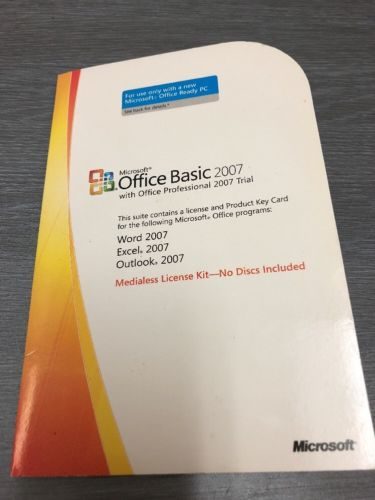 For use only with a new
Microsoft® Office Ready PC
See back for details*
Microsoft®
Office Basic 2007
with Office Professional 2007 Trial
This suite contains a license and Product Key Card
for the following Microsoft® Office programs:
Word 2007
Excel® 2007
Outlook® 2007
Medialess License Kit—No Discs Included
Microsoft®